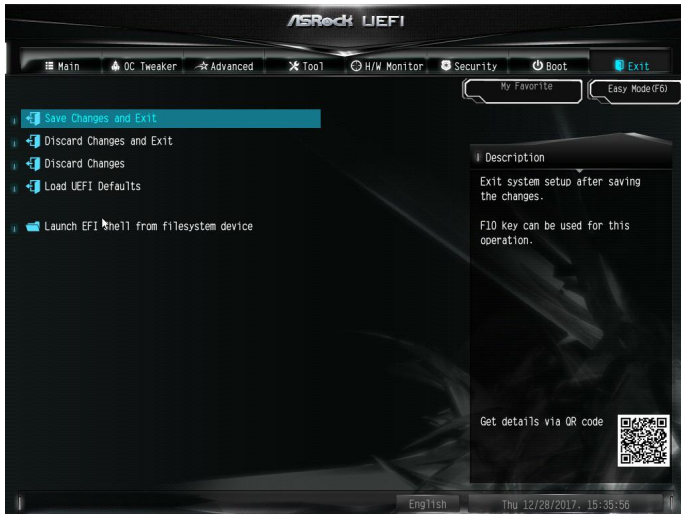 ASRock UEFI
Main
OC Tweaker
Advanced
Tool
H/W Monitor
Security
Boot
Exit
My Favorite
Easy Mode(F6)
Save Changes and Exit
Discard Changes and Exit
Discard Changes
Load UEFI Defaults
Launch EFI Shell from filesystem device
Description
Exit system setup after saving
the changes.
F10 key can be used for this
operation.
Get details via QR code
English
Thu 12/28/2017. 15:35:56